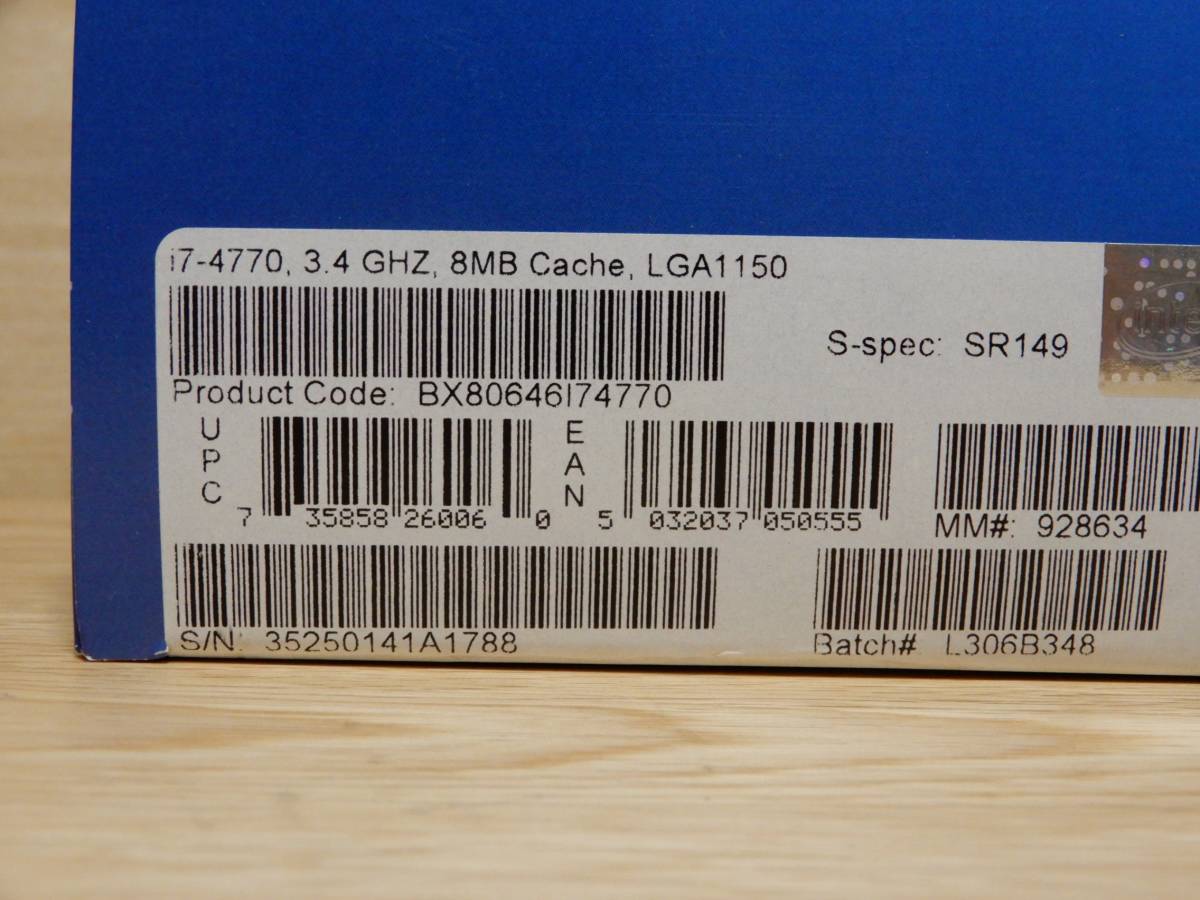 i7-4770, 3.4 GHZ, 8MB Cache, LGA1150
S-spec: SR149
intel
Product Code: BX80646I74770
UPC
7 35858 26006 0
EAN
5 032037 050555
MM#: 928634
S/N: 35250141A1788
Batch# L306B348